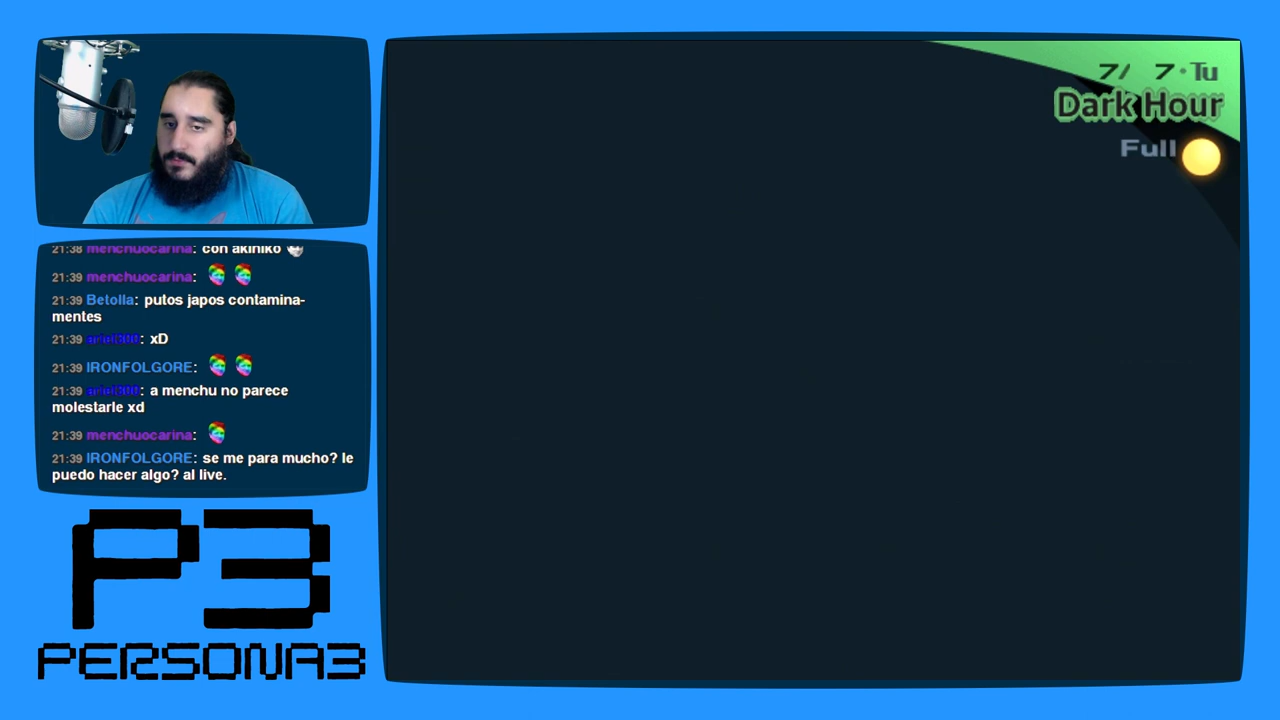 21:38 menchuocarina: con akiniko
21:39 menchuocarina:
21:39 Betolla: putos japos contamina-
mentes
21:39 ariel300: xD
21:39 IRONFOLGORE:
21:39 ariel300: a menchu no parece
molestarle xd
21:39 menchuocarina:
21:39 IRONFOLGORE: se me para mucho? le
puedo hacer algo? al live.
P3
PERSONA3
7/ 7·Tu
Dark Hour
Full